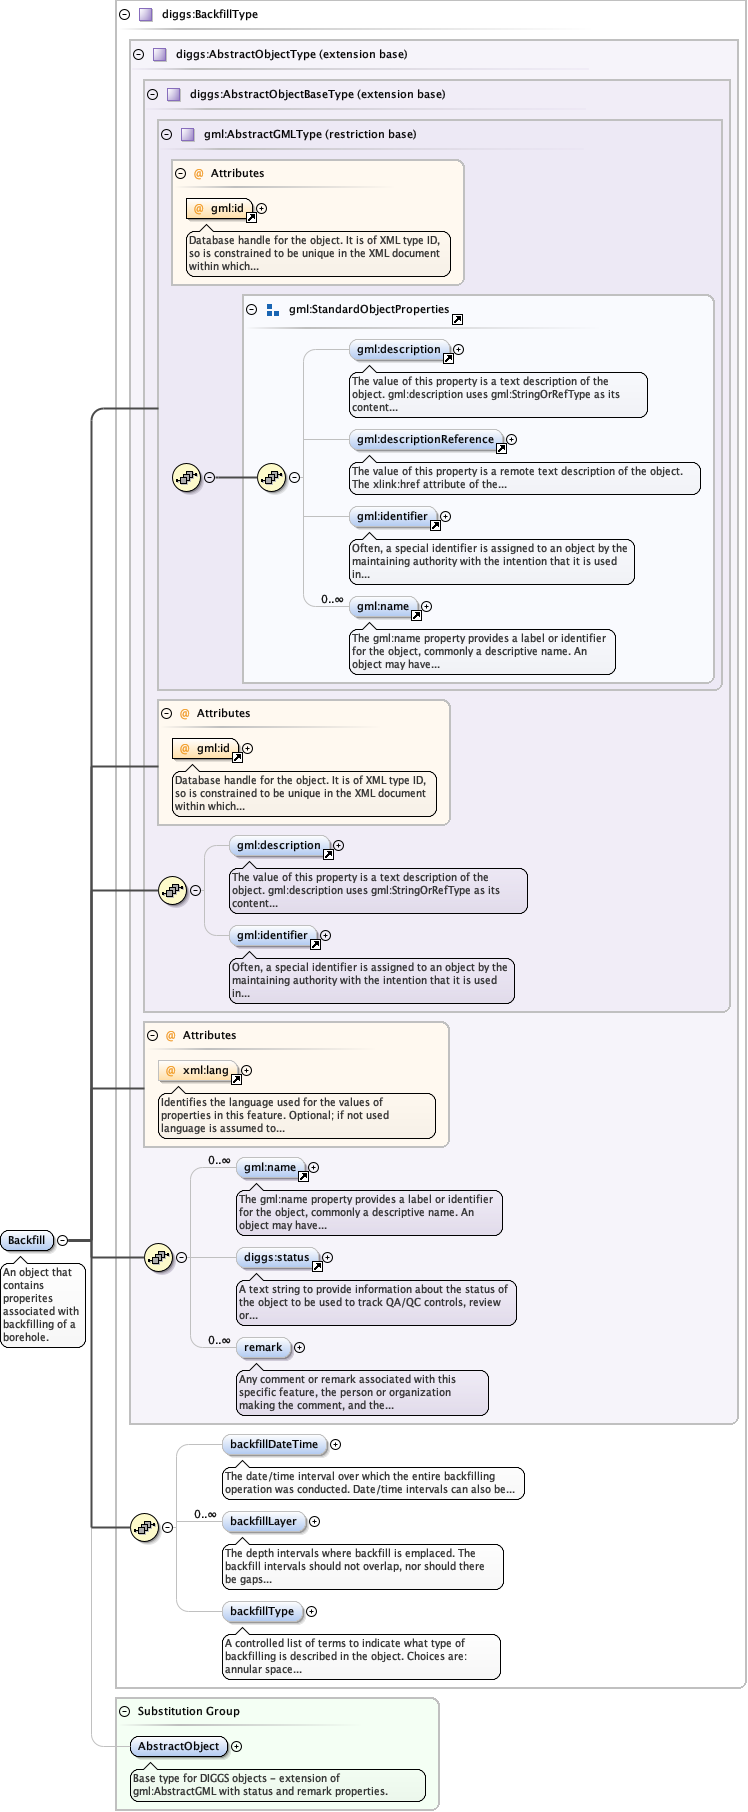 diggs:BackfillType
diggs:AbstractObjectType (extension base)
diggs:AbstractObjectBaseType (extension base)
gml:AbstractGMLType (restriction base)
@ Attributes
@ gml:id
Database handle for the object. It is of XML type ID,
so is constrained to be unique in the XML document
within which...
gml:StandardObjectProperties
gml:description
The value of this property is a text description of the
object. gml:description uses gml:StringOrRefType as its
content...
gml:descriptionReference
The value of this property is a remote text description of the object.
The xlink:href attribute of the...
gml:identifier
Often, a special identifier is assigned to an object by the
maintaining authority with the intention that it is used
in...
0..∞
gml:name
The gml:name property provides a label or identifier
for the object, commonly a descriptive name. An
object may have...
@ Attributes
@ gml:id
Database handle for the object. It is of XML type ID,
so is constrained to be unique in the XML document
within which...
gml:description
The value of this property is a text description of the
object. gml:description uses gml:StringOrRefType as its
content...
gml:identifier
Often, a special identifier is assigned to an object by the
maintaining authority with the intention that it is used
in...
@ Attributes
@ xml:lang
Identifies the language used for the values of
properties in this feature. Optional; if not used
language is assumed to...
0..∞
gml:name
The gml:name property provides a label or identifier
for the object, commonly a descriptive name. An
object may have...
Backfill
An object that
contains
properites
associated with
backfilling of a
borehole.
diggs:status
A text string to provide information about the status of
the object to be used to track QA/QC controls, review
or...
0..∞
remark
Any comment or remark associated with this
specific feature, the person or organization
making the comment, and the...
backfillDateTime
The date/time interval over which the entire backfilling
operation was conducted. Date/time intervals can also be...
0..∞
backfillLayer
The depth intervals where backfill is emplaced. The
backfill intervals should not overlap, nor should there
be gaps...
backfillType
A controlled list of terms to indicate what type of
backfilling is described in the object. Choices are:
annular space...
Substitution Group
AbstractObject
Base type for DIGGS objects - extension of
gml:AbstractGML with status and remark properties.